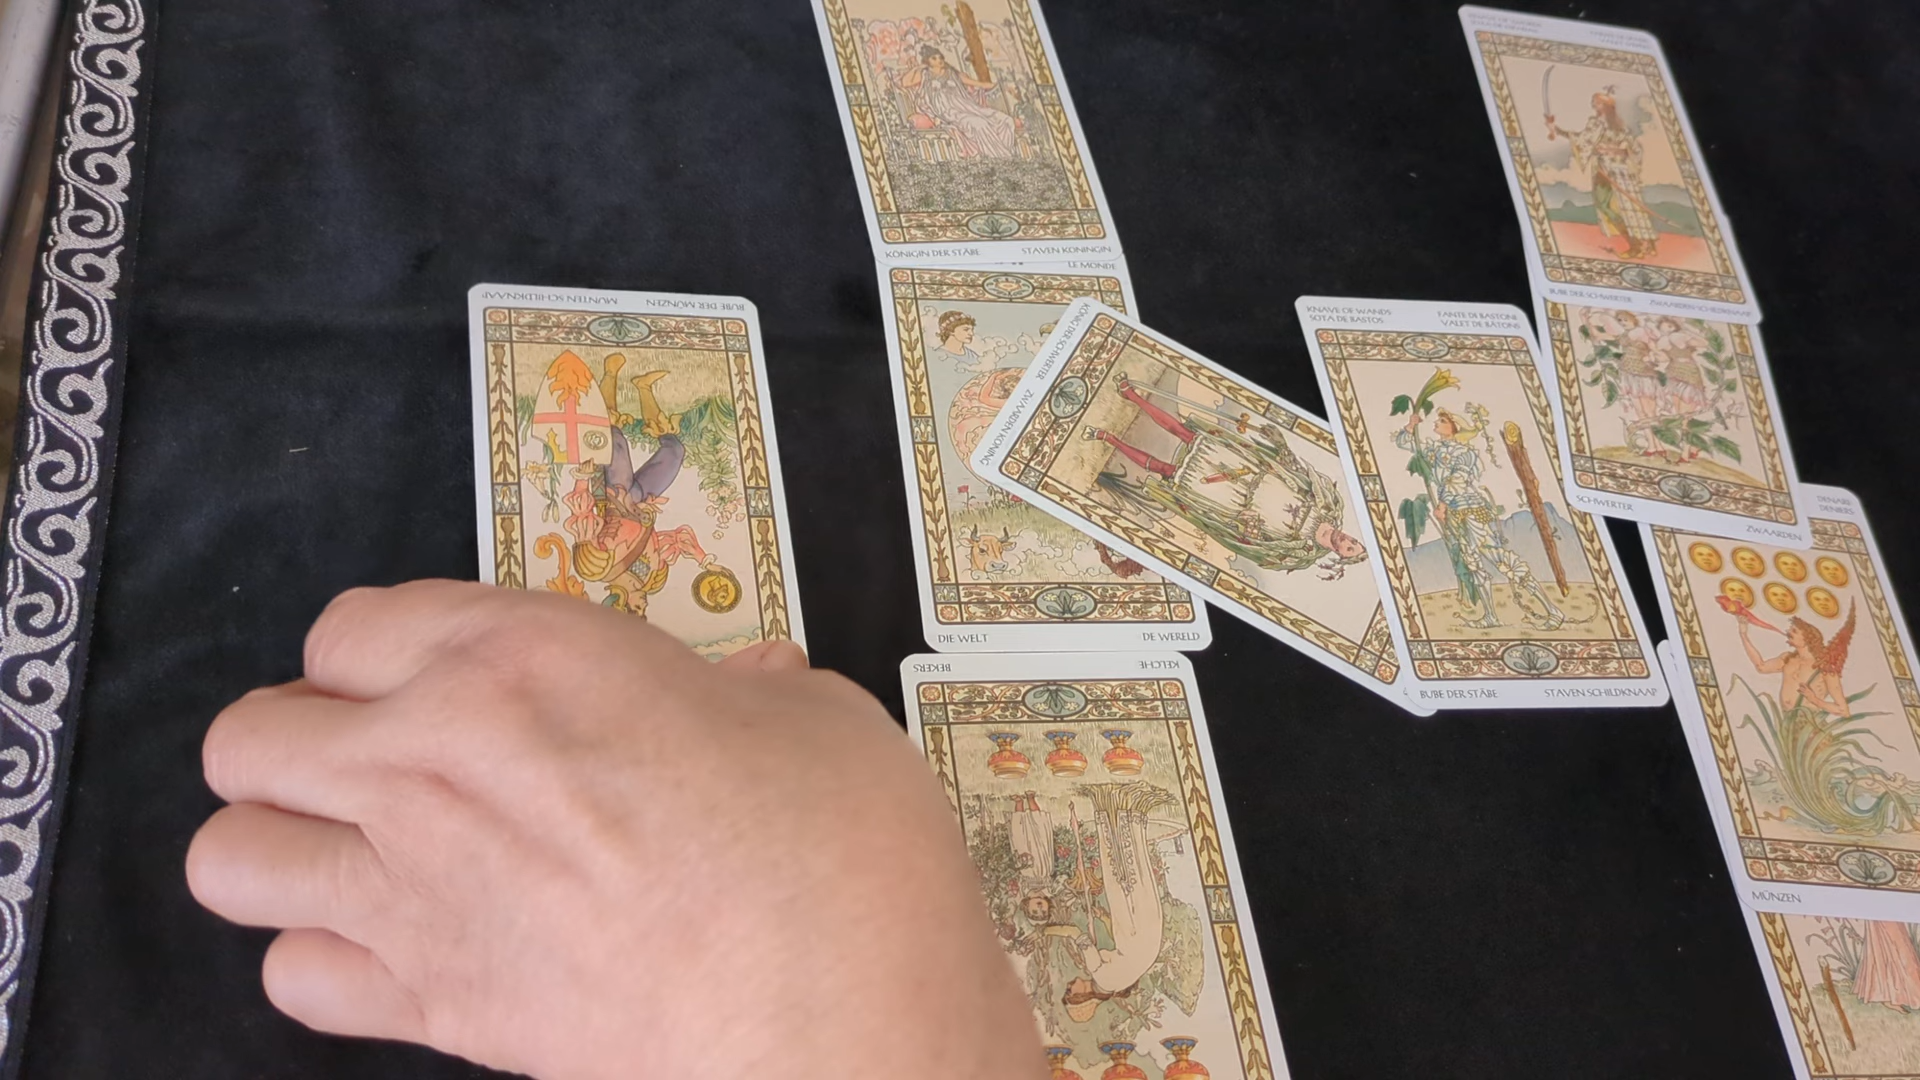 KÖNIGIN DER STÄBE STAVEN KONINGIN
LE MONDE
DIE WELT DE WERELD
BUBE DER MÜNZEN MUNTEN SCHILDKNAAP
KELCHE BEKERS
KÖNIG DER SCHWERTER ZWAARDEN KONING
KNAVE OF WANDS FANTE DI BASTONI
SOTA DE BASTOS VALET DE BÂTONS
BUBE DER STÄBE STAVEN SCHILDKNAAP
BUBE DER SCHWERTER ZWAARDEN SCHILDKNAAP
SCHWERTER ZWAARDEN
DENARI
DENIERS
MÜNZEN